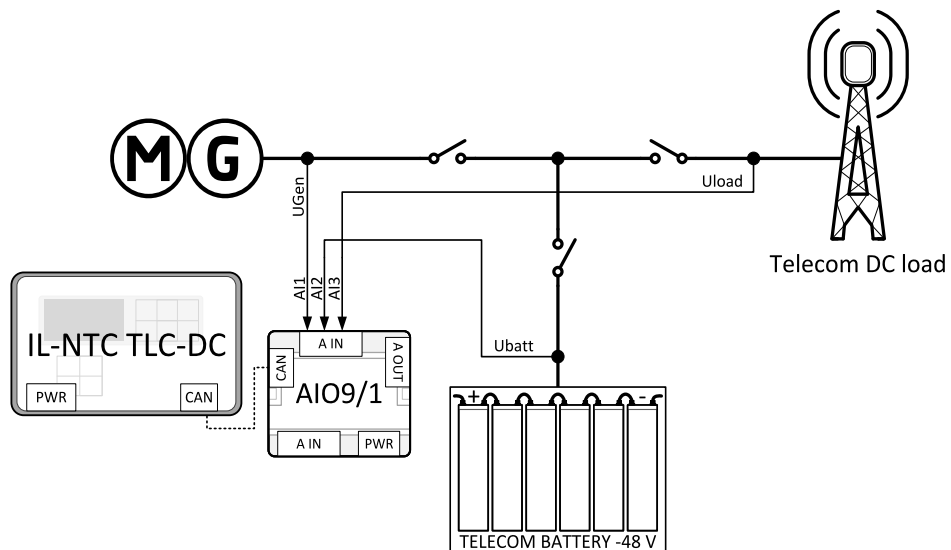 M G
UGen
Uload
Telecom DC load
AI1
AI2
AI3
IL-NTC TLC-DC
PWR
CAN
A IN
CAN
A OUT
AIO9/1
A IN
PWR
Ubatt
+ -
TELECOM BATTERY -48 V